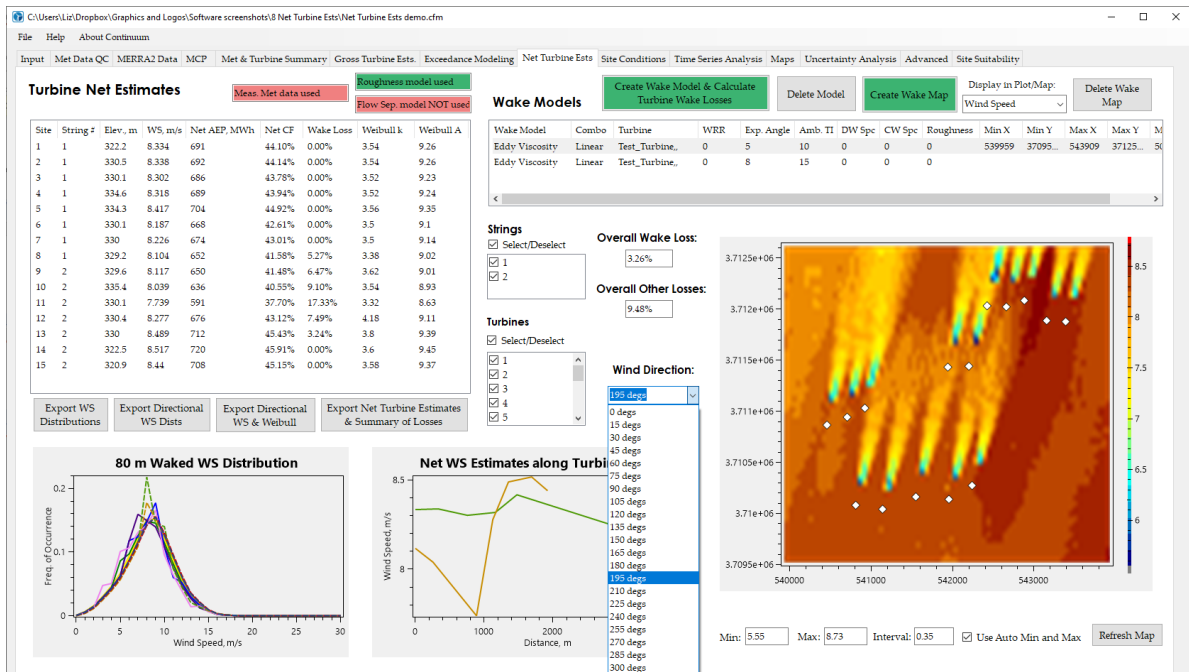 C:\Users\Liz\Dropbox\Graphics and Logos\Software screenshots\8 Net Turbine Ests\Net Turbine Ests demo.cfm
File Help About Continuum
Input Met Data QC MERRA2 Data MCP Met & Turbine Summary Gross Turbine Ests. Exceedance Modeling Net Turbine Ests Site Conditions Time Series Analysis Maps Uncertainty Analysis Advanced Site Suitability
Turbine Net Estimates
Meas. Met data used
Roughness model used
Flow Sep. model NOT used
Site String # Elev., m WS, m/s Net AEP, MWh Net CF Wake Loss Weibull k Weibull A
1 1 322.2 8.334 691 44.10% 0.00% 3.54 9.26
2 1 330.5 8.338 692 44.14% 0.00% 3.54 9.26
3 1 330.1 8.302 686 43.78% 0.00% 3.52 9.23
4 1 334.6 8.318 689 43.94% 0.00% 3.52 9.24
5 1 334.3 8.417 704 44.92% 0.00% 3.56 9.35
6 1 330.1 8.187 668 42.61% 0.00% 3.5 9.1
7 1 330 8.226 674 43.01% 0.00% 3.5 9.14
8 1 329.2 8.104 652 41.58% 5.27% 3.38 9.02
9 2 329.6 8.117 650 41.48% 6.47% 3.62 9.01
10 2 335.4 8.039 636 40.55% 9.10% 3.54 8.93
11 2 330.1 7.739 591 37.70% 17.33% 3.32 8.63
12 2 330.4 8.277 676 43.12% 7.49% 4.18 9.11
13 2 330 8.489 712 45.43% 3.24% 3.8 9.39
14 2 322.5 8.517 720 45.91% 0.00% 3.6 9.45
15 2 320.9 8.44 708 45.15% 0.00% 3.58 9.37
Export WS Distributions
Export Directional WS Dists
Export Directional WS & Weibull
Export Net Turbine Estimates & Summary of Losses
Wake Models
Create Wake Model & Calculate Turbine Wake Losses
Delete Model
Create Wake Map
Display in Plot/Map:
Wind Speed
Delete Wake Map
Wake Model Combo Turbine WRR Exp. Angle Amb. TI DW Spc CW Spc Roughness Min X Min Y Max X Max Y M
Eddy Viscosity Linear Test_Turbine,, 0 5 10 0 0 0 539959 37095... 543909 37125... 50
Eddy Viscosity Linear Test_Turbine,, 0 8 15 0 0 0
Strings
Select/Deselect
1
2
Overall Wake Loss:
3.26%
Overall Other Losses:
9.48%
Turbines
Select/Deselect
1
2
3
4
5
Wind Direction:
195 degs
0 degs
15 degs
30 degs
45 degs
60 degs
75 degs
90 degs
105 degs
120 degs
135 degs
150 degs
165 degs
180 degs
195 degs
210 degs
225 degs
240 degs
255 degs
270 degs
285 degs
300 degs
80 m Waked WS Distribution
Freq. of Occurrence
0.2
0.1
0
0 5 10 15 20 25 30
Wind Speed, m/s
Net WS Estimates along Turbi
Wind Speed, m/s
8.5
8
0 1000 2000
Distance, m
3.7125e+06
3.712e+06
3.7115e+06
3.711e+06
3.7105e+06
3.71e+06
3.7095e+06
540000 541000 542000 543000
8.5
8
7.5
7
6.5
6
Min: 5.55 Max: 8.73 Interval: 0.35 Use Auto Min and Max Refresh Map